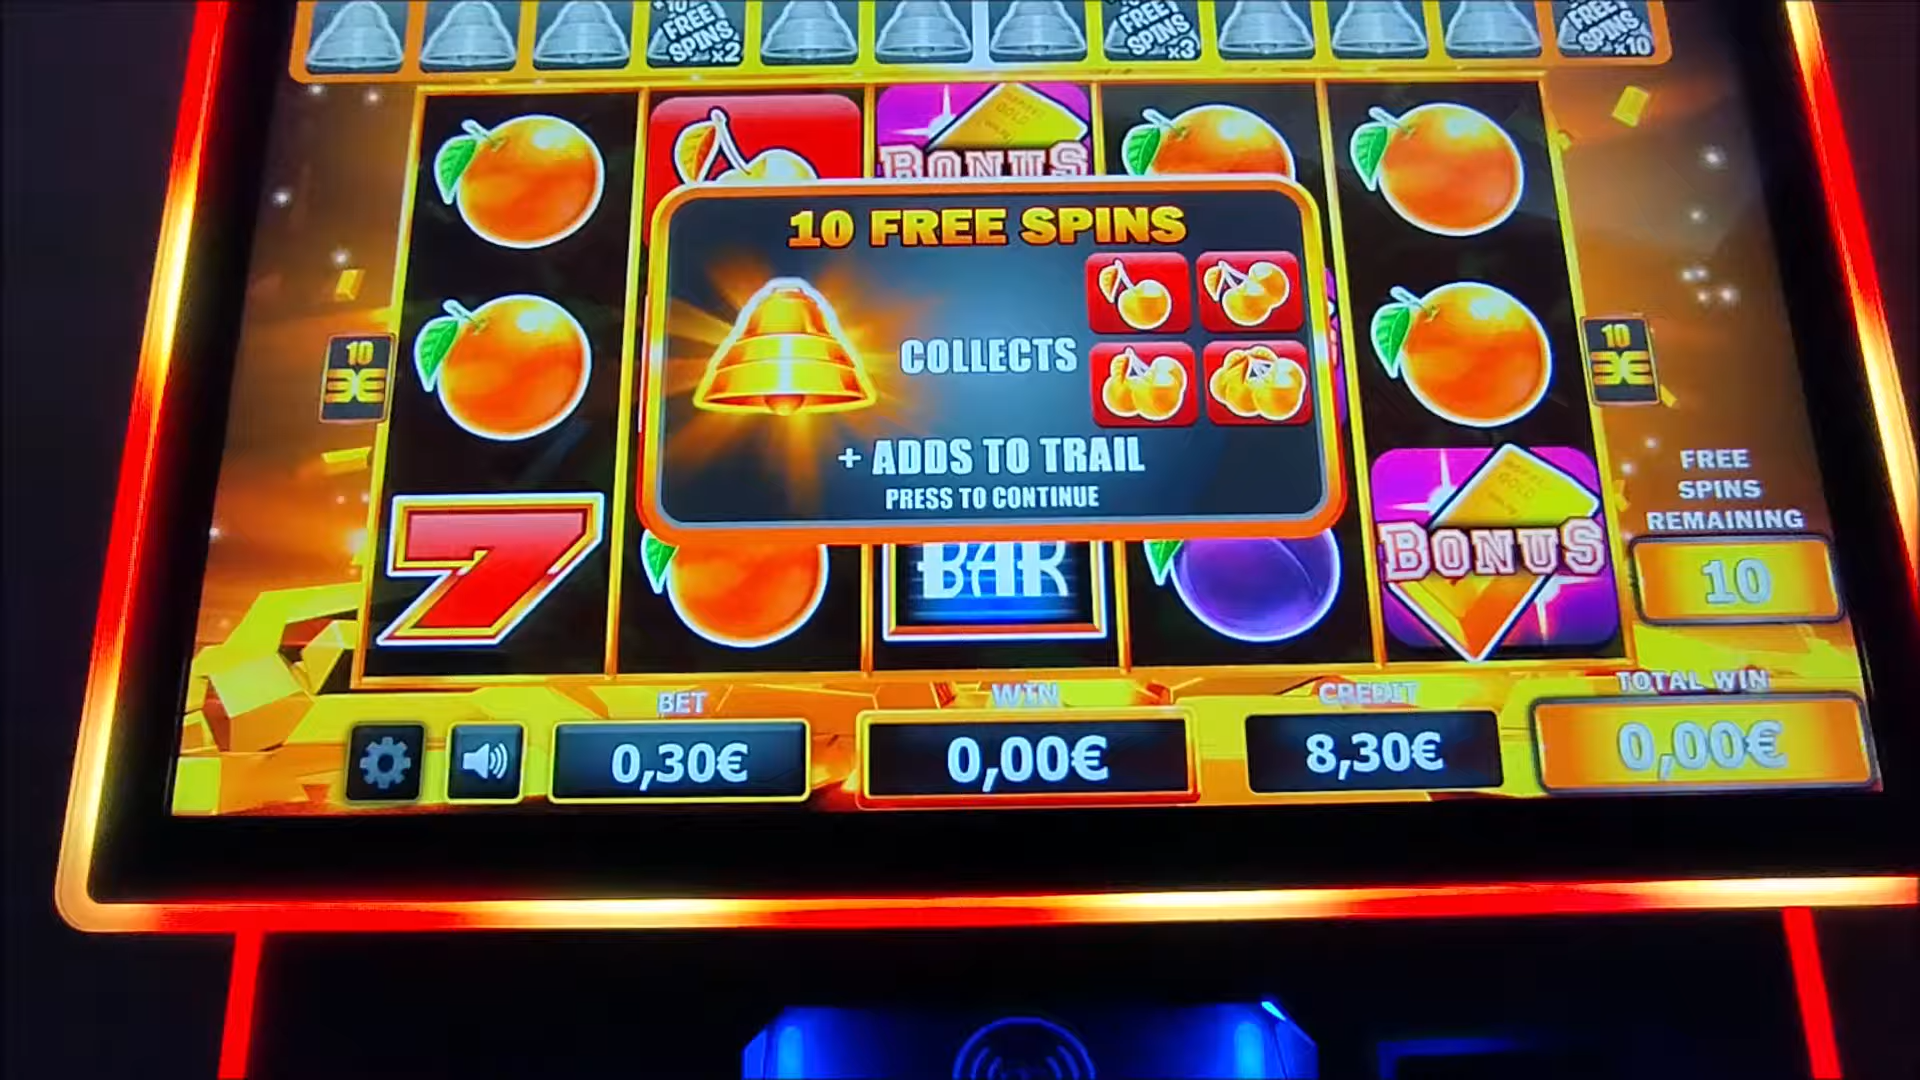 FREE
SPINS x2
FREE
SPINS x3
FREE
SPINS x10
BONUS
10 FREE SPINS
COLLECTS
+ ADDS TO TRAIL
PRESS TO CONTINUE
10
10
BAR
7
BONUS
FREE
SPINS
REMAINING
10
BET
WIN
CREDIT
TOTAL WIN
0,30€
0,00€
8,30€
0,00€